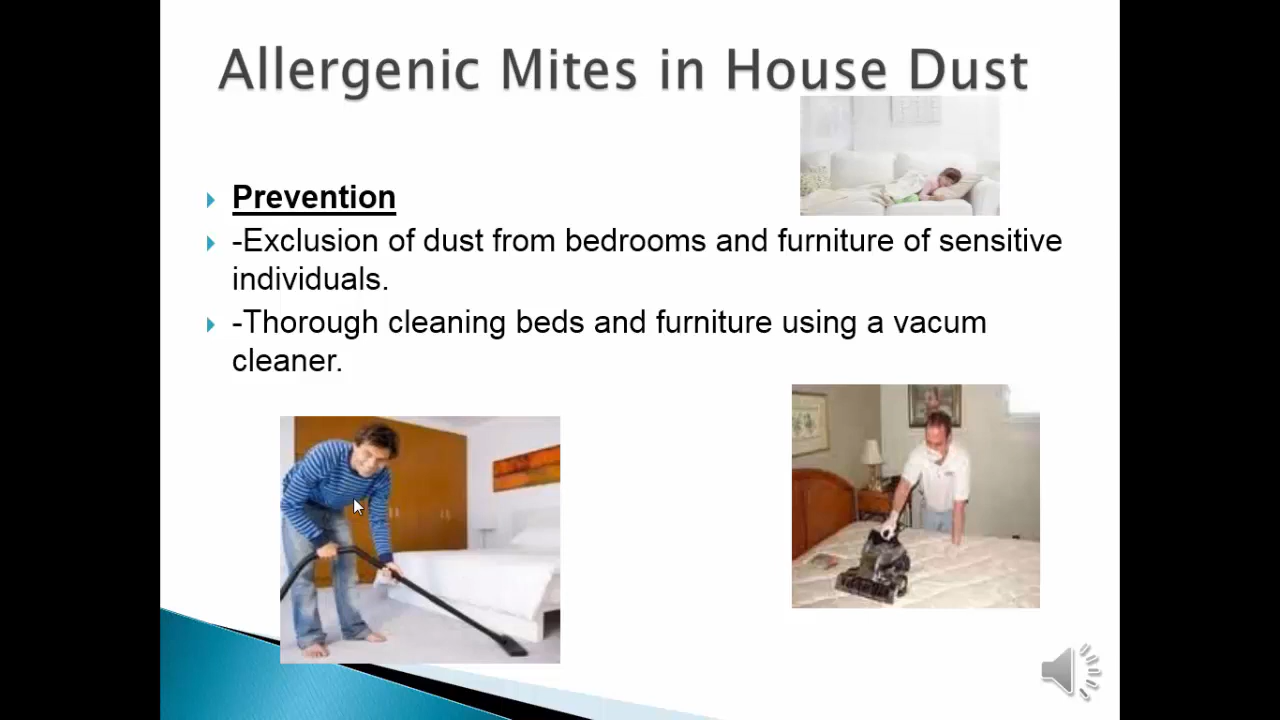 Allergenic Mites in House Dust
Prevention
-Exclusion of dust from bedrooms and furniture of sensitive
individuals.
-Thorough cleaning beds and furniture using a vacum
cleaner.